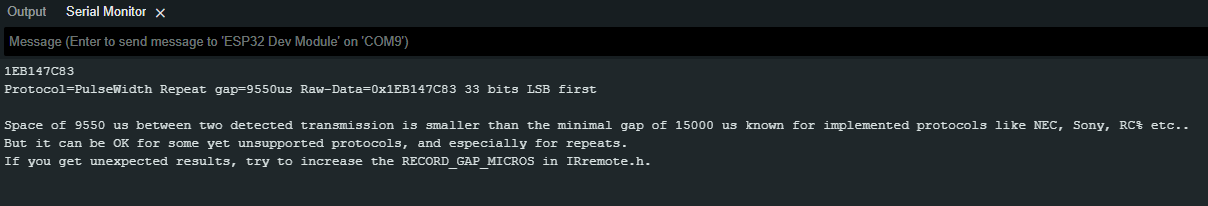 Output Serial Monitor
Message (Enter to send message to 'ESP32 Dev Module' on 'COM9')
1EB147C83
Protocol=PulseWidth Repeat gap=9550us Raw-Data=0x1EB147C83 33 bits LSB first
Space of 9550 us between two detected transmission is smaller than the minimal gap of 15000 us known for implemented protocols like NEC, Sony, RC% etc..
But it can be OK for some yet unsupported protocols, and especially for repeats.
If you get unexpected results, try to increase the RECORD_GAP_MICROS in IRremote.h.